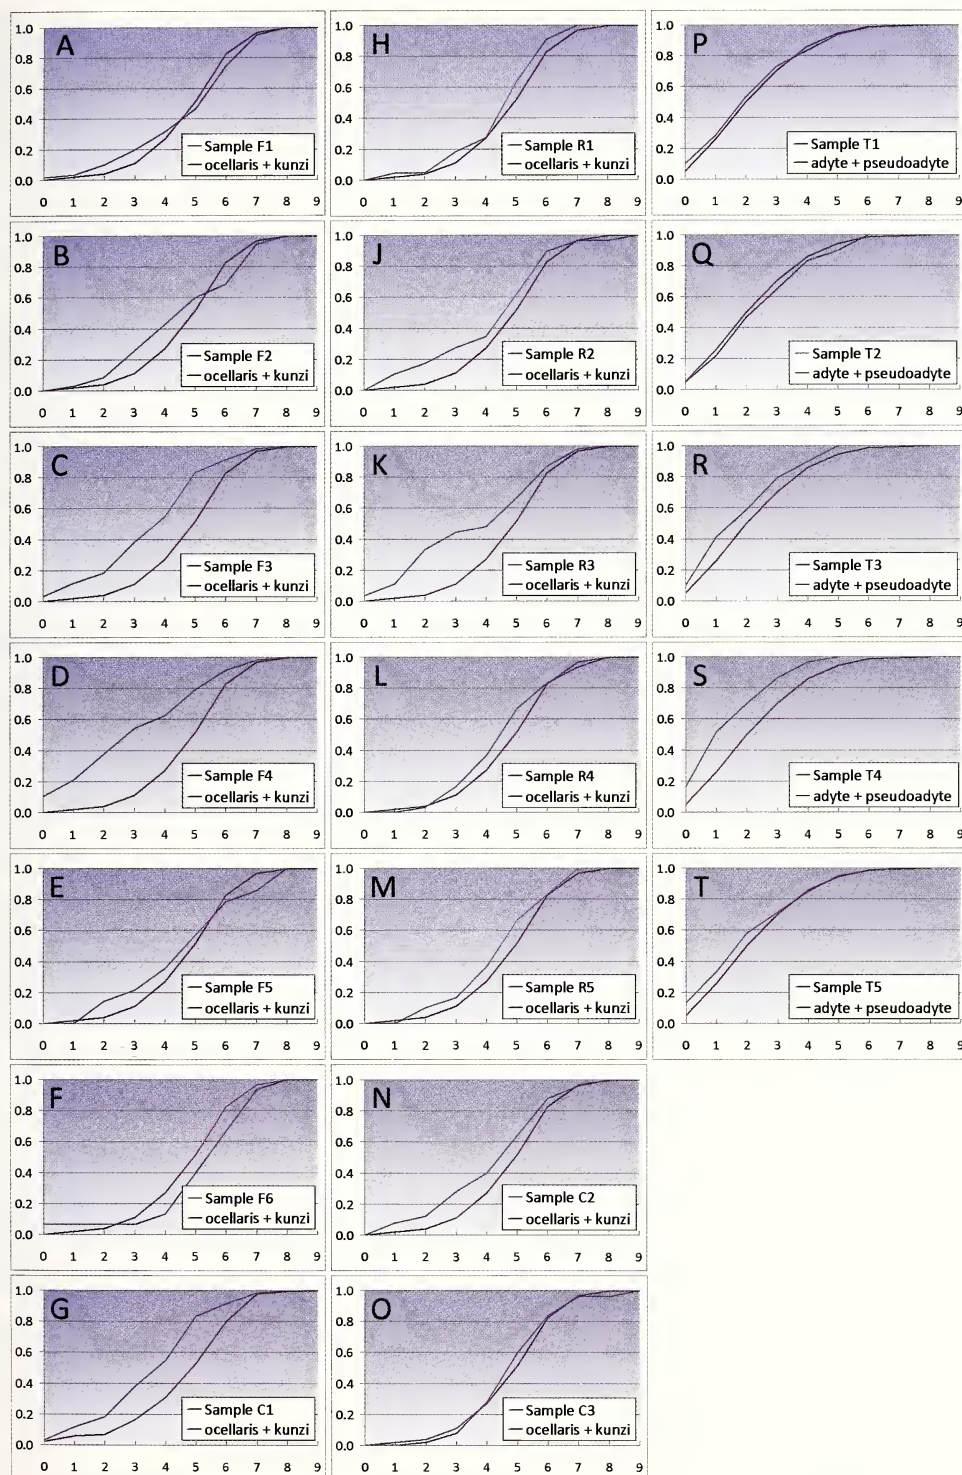 A
1.0
0.8
0.6
0.4
0.2
0.0
Sample F1
ocellaris + kunzi
0 1 2 3 4 5 6 7 8 9
B
1.0
0.8
0.6
0.4
0.2
0.0
Sample F2
ocellaris + kunzi
0 1 2 3 4 5 6 7 8 9
C
1.0
0.8
0.6
0.4
0.2
0.0
Sample F3
ocellaris + kunzi
0 1 2 3 4 5 6 7 8 9
D
1.0
0.8
0.6
0.4
0.2
0.0
Sample F4
ocellaris + kunzi
0 1 2 3 4 5 6 7 8 9
E
1.0
0.8
0.6
0.4
0.2
0.0
Sample F5
ocellaris + kunzi
0 1 2 3 4 5 6 7 8 9
F
1.0
0.8
0.6
0.4
0.2
0.0
Sample F6
ocellaris + kunzi
0 1 2 3 4 5 6 7 8 9
G
1.0
0.8
0.6
0.4
0.2
0.0
Sample C1
ocellaris + kunzi
0 1 2 3 4 5 6 7 8 9
H
1.0
0.8
0.6
0.4
0.2
0.0
Sample R1
ocellaris + kunzi
0 1 2 3 4 5 6 7 8 9
J
1.0
0.8
0.6
0.4
0.2
0.0
Sample R2
ocellaris + kunzi
0 1 2 3 4 5 6 7 8 9
K
1.0
0.8
0.6
0.4
0.2
0.0
Sample R3
ocellaris + kunzi
0 1 2 3 4 5 6 7 8 9
L
1.0
0.8
0.6
0.4
0.2
0.0
Sample R4
ocellaris + kunzi
0 1 2 3 4 5 6 7 8 9
M
1.0
0.8
0.6
0.4
0.2
0.0
Sample R5
ocellaris + kunzi
0 1 2 3 4 5 6 7 8 9
N
1.0
0.8
0.6
0.4
0.2
0.0
Sample C2
ocellaris + kunzi
0 1 2 3 4 5 6 7 8 9
O
1.0
0.8
0.6
0.4
0.2
0.0
Sample C3
ocellaris + kunzi
0 1 2 3 4 5 6 7 8 9
P
1.0
0.8
0.6
0.4
0.2
0.0
Sample T1
adyte + pseudoadyte
0 1 2 3 4 5 6 7 8 9
Q
1.0
0.8
0.6
0.4
0.2
0.0
Sample T2
adyte + pseudoadyte
0 1 2 3 4 5 6 7 8 9
R
1.0
0.8
0.6
0.4
0.2
0.0
Sample T3
adyte + pseudoadyte
0 1 2 3 4 5 6 7 8 9
S
1.0
0.8
0.6
0.4
0.2
0.0
Sample T4
adyte + pseudoadyte
0 1 2 3 4 5 6 7 8 9
T
1.0
0.8
0.6
0.4
0.2
0.0
Sample T5
adyte + pseudoadyte
0 1 2 3 4 5 6 7 8 9